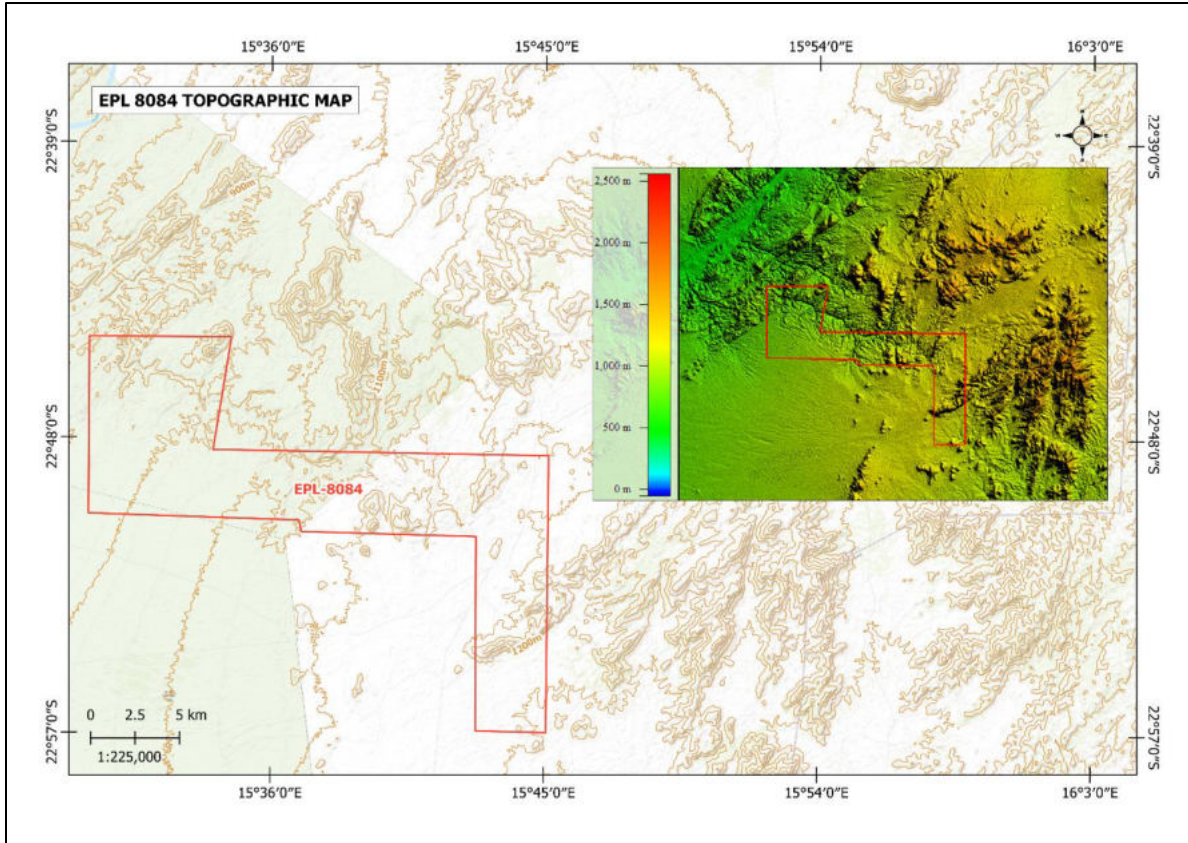 15°36′0″E 15°45′0″E 15°54′0″E 16°3′0″E
EPL 8084 TOPOGRAPHIC MAP
22°39′0″S
22°39′0″S
900m
2,500 m
2,000 m
1,500 m
1,000 m
500 m
0 m
1100m
22°48′0″S
22°48′0″S
EPL-8084
1200m
0 2.5 5 km
1:225,000
22°57′0″S
22°57′0″S
15°36′0″E 15°45′0″E 15°54′0″E 16°3′0″E